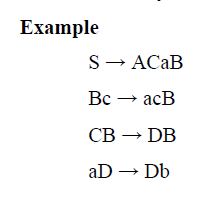 Example
S → ACaB
Bc → acB
CB → DB
aD → Db